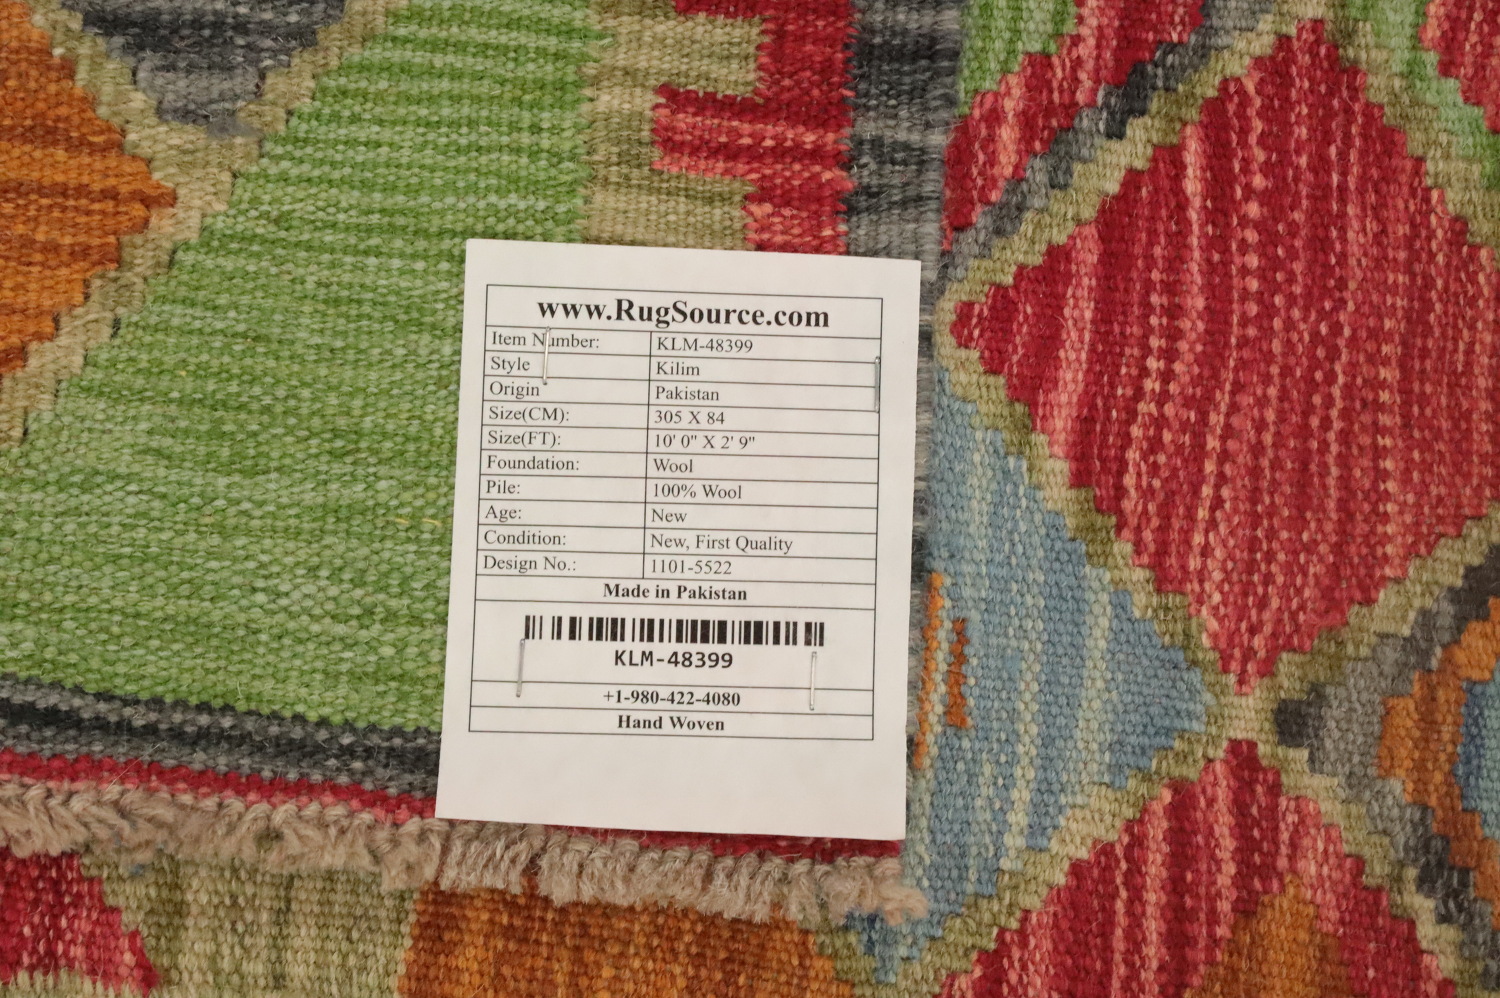 www.RugSource.com
Item Number: KLM-48399
Style Kilim
Origin Pakistan
Size(CM): 305 X 84
Size(FT): 10' 0" X 2' 9"
Foundation: Wool
Pile: 100% Wool
Age: New
Condition: New, First Quality
Design No.: 1101-5522
Made in Pakistan
KLM-48399
+1-980-422-4080
Hand Woven